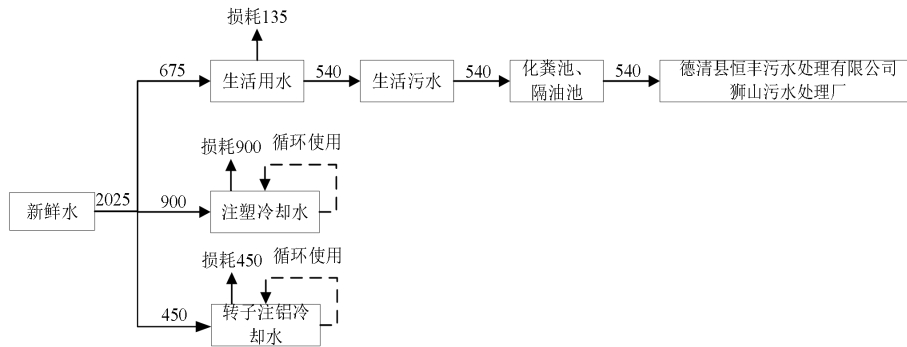 损耗135
675
生活用水
540
生活污水
540
化粪池、
隔油池
540
德清县恒丰污水处理有限公司
狮山污水处理厂
损耗900
循环使用
新鲜水
2025
900
注塑冷却水
损耗450
循环使用
450
转子注铝冷
却水